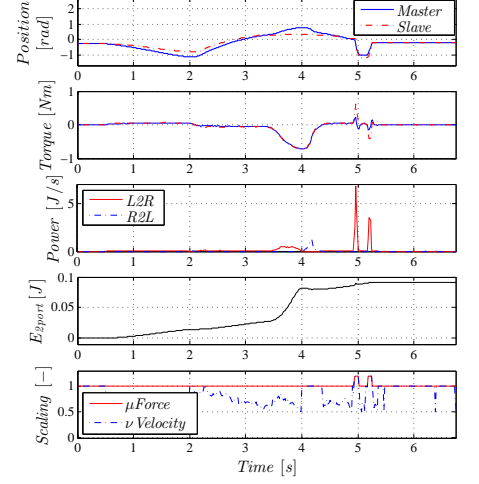 Position
[rad]
2
1
0
−1
Master
Slave
0 1 2 3 4 5 6
Torque [Nm]
1
0
−1
0 1 2 3 4 5 6
Power [J/s]
5
L2R
R2L
0 1 2 3 4 5 6
E2port [J]
0.1
0.05
0
0 1 2 3 4 5 6
Scaling [−]
1
0.5
0
μForce
ν Velocity
0 1 2 3 4 5 6
Time [s]